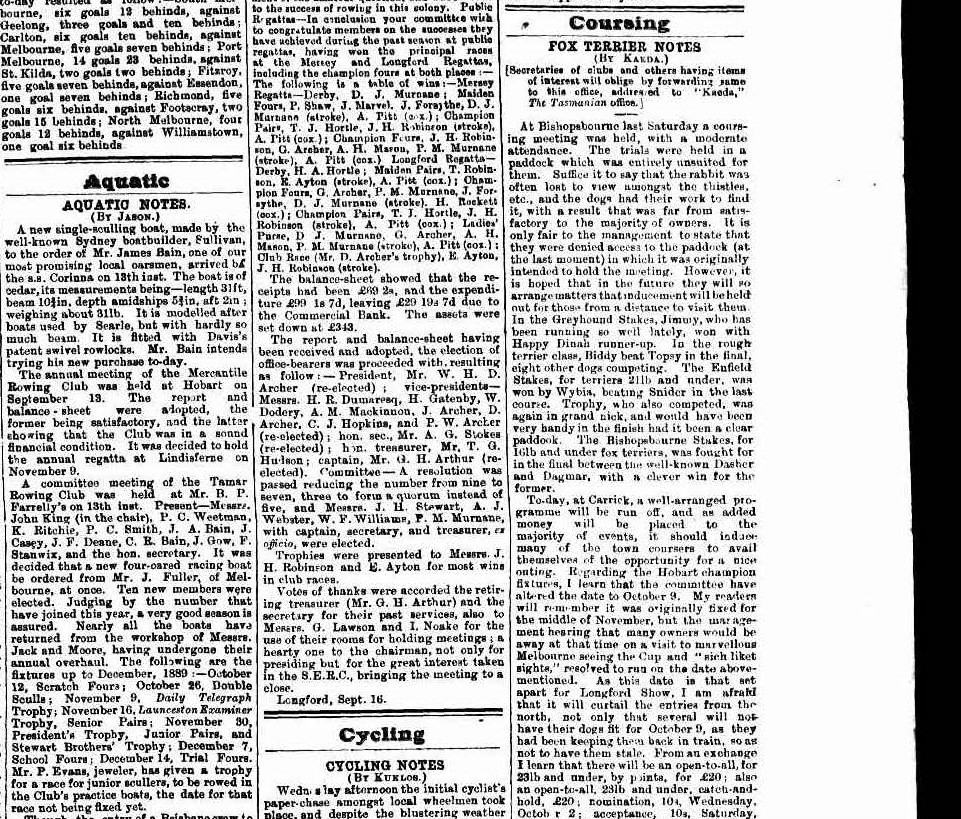 to-day resulted as follow :— South Mel-
bourne, six goals 12 behinds, against
Geelong, three goals and ten behinds ;
Carlton, six goals ten behinds, against
Melbourne, five goals seven behinds ; Port
Melbourne, 14 goals 23 behinds, against
St. Kilda, two goals two behinds ; Fitzroy,
five goals seven behinds, against Essendon,
one goal seven behinds ; Richmond, five
goals six behinds, against Footscray, two
goals 15 behinds ; North Melbourne, four
goals 12 behinds, against Williamstown,
one goal six behinds
Aquatic
AQUATIC NOTES.
(BY JASON.)
A new single-sculling boat, made by the
well-known Sydney boatbuilder, Sullivan,
to the order of Mr. James Bain, one of our
most promising local oarsmen, arrived by
the s.s. Corinna on 13th inst. The boat is of
cedar, its measurements being—length 31ft,
beam 10¾in, depth amidships 5¾in, aft 2in ;
weighing about 31lb. It is modelled after
boats used by Searle, but with hardly so
much beam. It is fitted with Davis's
patent swivel rowlocks. Mr. Bain intends
trying his new purchase to-day.
The annual meeting of the Mercantile
Rowing Club was held at Hobart on
September 13. The report and
balance-sheet were adopted, the
former being satisfactory, and the latter
showing that the Club was in a sound
financial condition. It was decided to hold
the annual regatta at Lindisferne on
November 9.
A committee meeting of the Tamar
Rowing Club was held at Mr. B. P.
Farrelly's on 13th inst. Present—Messrs.
John King (in the chair), P. C. Weetman,
K. Ritchie, P. C. Smith, J. A. Bain, J.
Casey, J. F. Deane, C. R. Bain, J. Gow, F.
Stanwix, and the hon. secretary. It was
decided that a new four-oared racing boat
be ordered from Mr. J. Fuller, of Mel-
bourne, at once. Ten new members were
elected. Judging by the number that
have joined this year, a very good season is
assured. Nearly all the boats have
returned from the workshop of Messrs.
Jack and Moore, having undergone their
annual overhaul. The following are the
fixtures up to December, 1889 :—October
12, Scratch Fours ; October 26, Double
Sculls ; November 9, Daily Telegraph
Trophy ; November 16, Launceston Examiner
Trophy, Senior Pairs ; November 30,
President's Trophy, Junior Pairs, and
Stewart Brothers' Trophy ; December 7,
School Fours ; December 14, Trial Fours.
Mr. P. Evans, jeweler, has given a trophy
for a race for junior scullers, to be rowed in
the Club's practice boats, the date for that
race not being fixed yet.
to the success of rowing in this colony. Public
Regattas—In conclusion your committee wish
to congratulate members on the successes they
have achieved during the past season at public
regattas, having won the principal races
at the Mersey and Longford Regattas,
including the champion fours at both places :—
The following is a table of wins :—Mersey
Regatta—Derby, D. J. Murnane ; Maiden
Fours, P. Shaw, J. Marvel, J. Forsythe, D. J.
Murnane (stroke), A. Pitt (cox.) ; Champion
Pairs, T. J. Hortle, J. H. Robinson (stroke),
A. Pitt (cox.) ; Champion Fours, J. H. Robin-
son, G. Archer, A. H. Mason, P. M. Murnane
(stroke), A. Pitt (cox.) Longford Regatta—
Derby, H. A. Hortle ; Maiden Pairs, T. Robin-
son, E. Ayton (stroke), A. Pitt (cox.) ; Cham-
pion Fours, G. Archer, P. M. Murnane, J. For-
sythe, D. J. Murnane (stroke). H. Rockett
(cox.) ; Champion Pairs, T. J. Hortle, J. H.
Robinson (stroke), A. Pitt (cox.) ; Ladies'
Purse, D J. Murnane, G. Archer, A. H.
Mason, P. M. Murnane (stroke), A. Pitt (cox.) ;
Club Race (Mr. D. Archer's trophy), E. Ayton,
J. H. Robinson (stroke).
The balance-sheet showed that the re-
ceipts had been £69 2s, and the expendi-
ture £99 1s 7d, leaving £29 19s 7d due to
the Commercial Bank. The assets were
set down at £343.
The report and balance-sheet having
been received and adopted, the election of
office-bearers was proceeded with, resulting
as follow :—President, Mr. W. H. D.
Archer (re-elected) ; vice-presidents—
Messrs. H. R. Dumaresq, H. Gatenby, W.
Dodery, A. M. Mackinnon, J. Archer, D.
Archer, C. J. Hopkins, and P. W. Archer
(re-elected) ; hon. sec., Mr. A. G. Stokes
(re-elected) ; hon. treasurer, Mr. T. G.
Hudson ; captain, Mr. G. H. Arthur (re-
elected). Committee—A resolution was
passed reducing the number from nine to
seven, three to form a quorum instead of
five, and Messrs. J. H. Stewart, A. J.
Webster, W. F. Williams, P. M. Murnane,
with captain, secretary, and treasurer, ex
officio, were elected.
Trophies were presented to Messrs. J.
H. Robinson and E. Ayton for most wins
in club races.
Votes of thanks were accorded the retir-
ing treasurer (Mr. G. H. Arthur) and the
secretary for their past services, also to
Messrs. G. Lawson and I. Noake for the
use of their rooms for holding meetings ; a
hearty one to the chairman, not only for
presiding but for the great interest taken
in the S.E.R.C., bringing the meeting to a
close.
Longford, Sept. 16.
Cycling
CYCLING NOTES
(BY KUKLOS.)
Wednesday afternoon the initial cyclist's
paper-chase amongst local wheelmen took
place, and despite the blustering weather
Coursing
FOX TERRIER NOTES
(BY KAEDA.)
[Secretaries of clubs and others having items
of interest will oblige by forwarding same
to this office, addressed to "Kaeda,"
The Tasmanian office.]
At Bishopsbourne last Saturday a cours-
ing meeting was held, with a moderate
attendance. The trials were held in a
paddock which was entirely unsuited for
them. Suffice it to say that the rabbit was
often lost to view amongst the thistles,
etc., and the dogs had their work to find
it, with a result that was far from satis-
factory to the majority of owners. It is
only fair to the management to state that
they were denied access to the paddock (at
the last moment) in which it was originally
intended to hold the meeting. However, it
is hoped that in the future they will so
arrange matters that inducement will be held
out for those from a distance to visit them.
In the Greyhound Stakes, Jimmy, who has
been running so well lately, won with
Happy Dinah runner-up. In the rough
terrier class, Biddy beat Topsy in the final,
eight other dogs competing. The Enfield
Stakes, for terriers 21lb and under, was
won by Wybia, beating Snider in the last
course. Trophy, who also competed, was
again in grand nick, and would have been
very handy in the finish had it been a clear
paddock. The Bishopsbourne Stakes, for
16lb and under fox terriers, was fought for
in the final between the well-known Dasher
and Dagmar, with a clever win for the
former.
To-day, at Carrick, a well-arranged pro-
gramme will be run off, and as added
money will be placed to the
majority of events, it should induce
many of the town coursers to avail
themselves of the opportunity for a nice
outing. Regarding the Hobart champion
fixtures, I learn that the committee have
altered the date to October 9. My readers
will remember it was originally fixed for
the middle of November, but the manage-
ment hearing that many owners would be
away at that time on a visit to marvellous
Melbourne seeing the Cup and "sich liket
sights," resolved to run on the date above-
mentioned. As this date is that set
apart for Longford Show, I am afraid
that it will curtail the entries from the
north, not only that several will not
have their dogs fit for October 9, as they
had been keeping them back in train, so as
not to have them stale. From an exchange
I learn that there will be an open-to-all, for
23lb and under, by points, for £20 ; also
an open-to-all, 23lb and under, catch-and-
hold, £20 ; nomination, 10s, Wednesday,
Octob r 2 ; acceptance, 10s, Saturday,